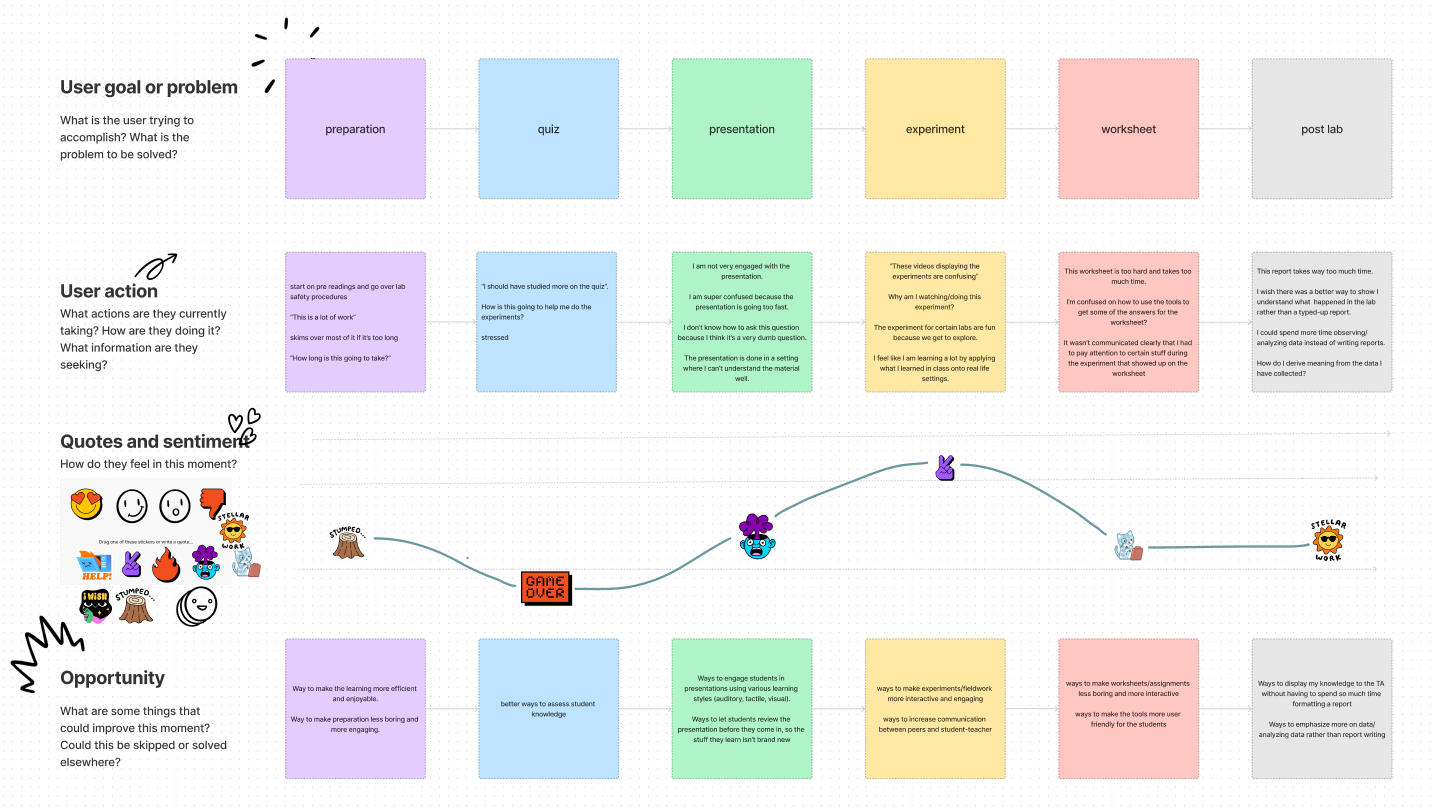 User goal or problem
What is the user trying to
accomplish? What is the
problem to be solved?
preparation
quiz
presentation
experiment
worksheet
post lab
User action
What actions are they currently
taking? How are they doing it?
What information are they
seeking?
start on pre readings and go over lab
safety procedures
"This is a lot of work"
skims over most of it if it's too long
"How long is this going to take?"
"I should have studied more on the quiz".
How is this going to help me do the
experiments?
stressed
I am not very engaged with the
presentation.
I am super confused because the
presentation is going too fast.
I don't know how to ask this question
because I think it's a very dumb question.
The presentation is done in a setting
where I can't understand the material
well.
"These videos displaying the
experiments are confusing"
Why am I watching/doing this
experiment?
The experiment for certain labs are fun
because we get to explore.
I feel like I am learning a lot by applying
what I learned in class onto real life
settings.
This worksheet is too hard and takes too
much time.
I'm confused on how to use the tools to
get some of the answers for the
worksheet?
It wasn't communicated clearly that I had
to pay attention to certain stuff during
the experiment that showed up on the
worksheet
This report takes way too much time.
I wish there was a better way to show I
understand what happened in the lab
rather than a typed-up report.
I could spend more time observing/
analyzing data instead of writing reports.
How do I derive meaning from the data I
have collected?
Quotes and sentiment
How do they feel in this moment?
STELLAR
WORK
Drag one of these stickers or write a quote...
HELP!
I WISH
STUMPED...
STUMPED...
GAME
OVER
STELLAR
WORK
Opportunity
What are some things that
could improve this moment?
Could this be skipped or solved
elsewhere?
Way to make the learning more efficient
and enjoyable.
Way to make preparation less boring and
more engaging.
better ways to assess student
knowledge
Ways to engage students in
presentations using various learning
styles (auditory, tactile, visual).
Ways to let students review the
presentation before they come in, so the
stuff they learn isn't brand new
ways to make experiments/fieldwork
more interactive and engaging
ways to increase communication
between peers and student-teacher
ways to make worksheets/assignments
less boring and more interactive
ways to make the tools more user
friendly for the students
Ways to display my knowledge to the TA
without having to spend so much time
formatting a report
Ways to emphasize more on data/
analyzing data rather than report writing